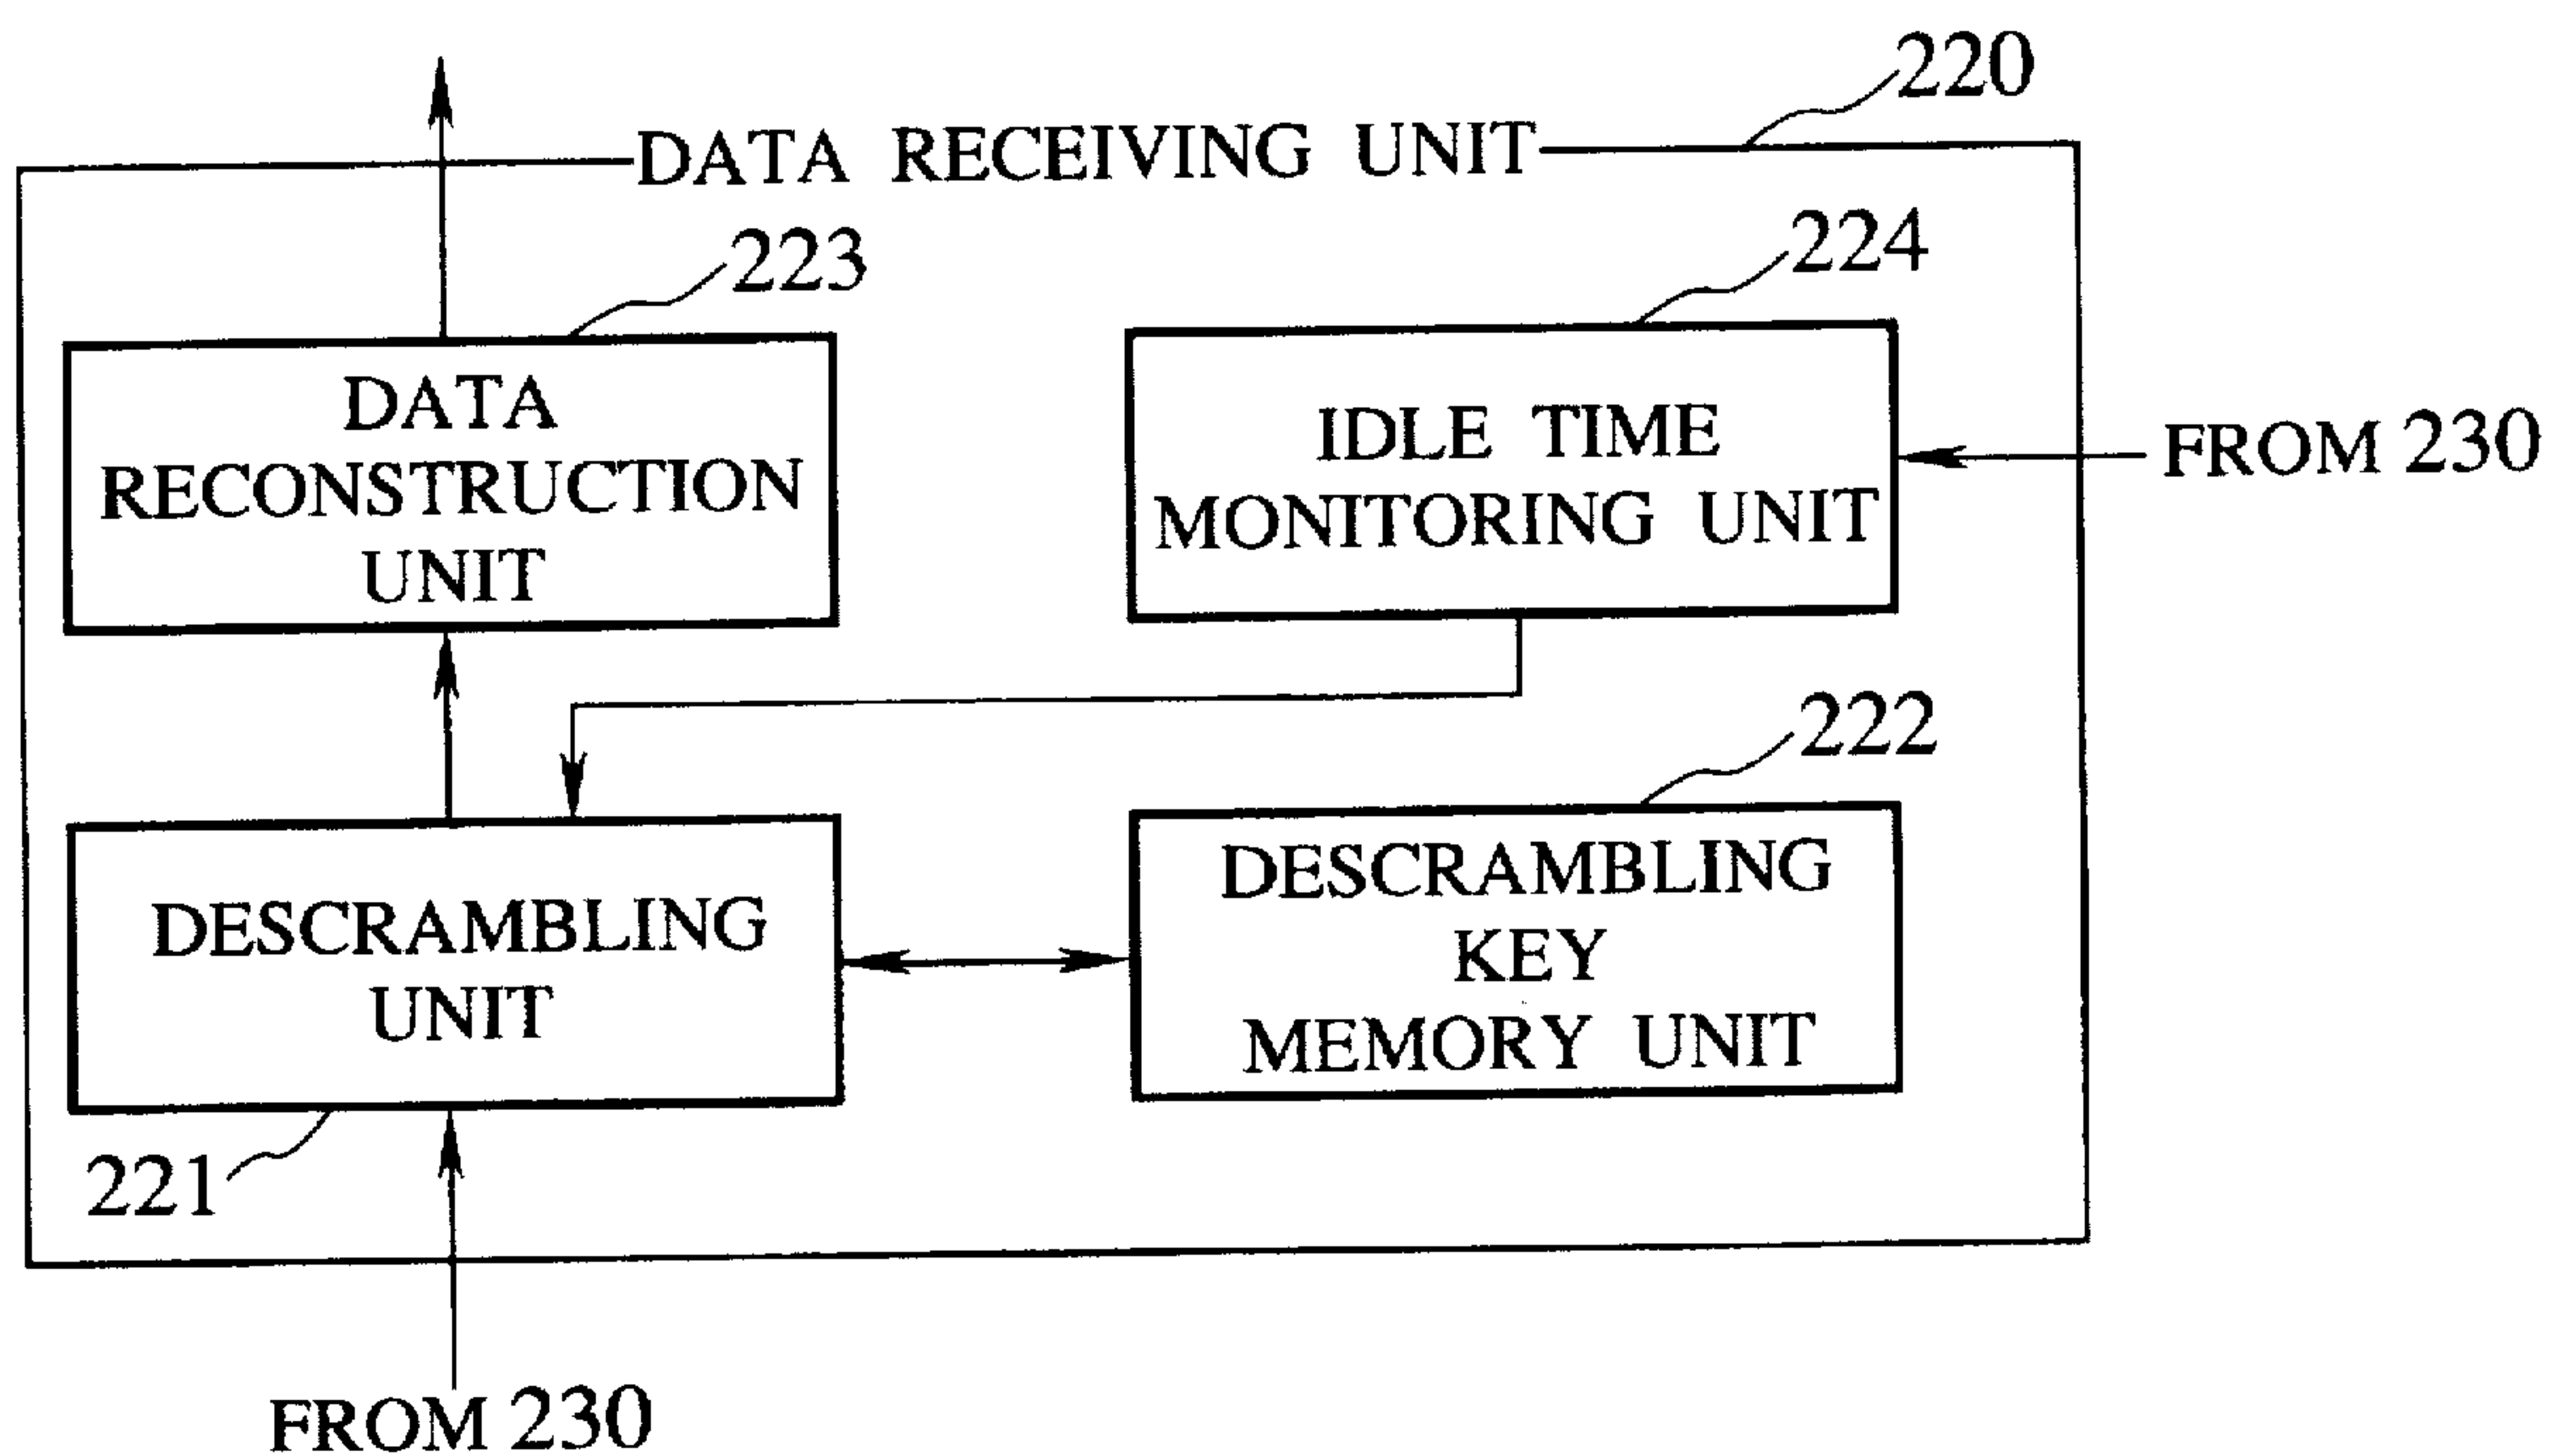 220
DATA RECEIVING UNIT
223
224
DATA
RECONSTRUCTION
UNIT
IDLE TIME
MONITORING UNIT
FROM 230
222
DESCRAMBLING
UNIT
DESCRAMBLING
KEY
MEMORY UNIT
221
FROM 230